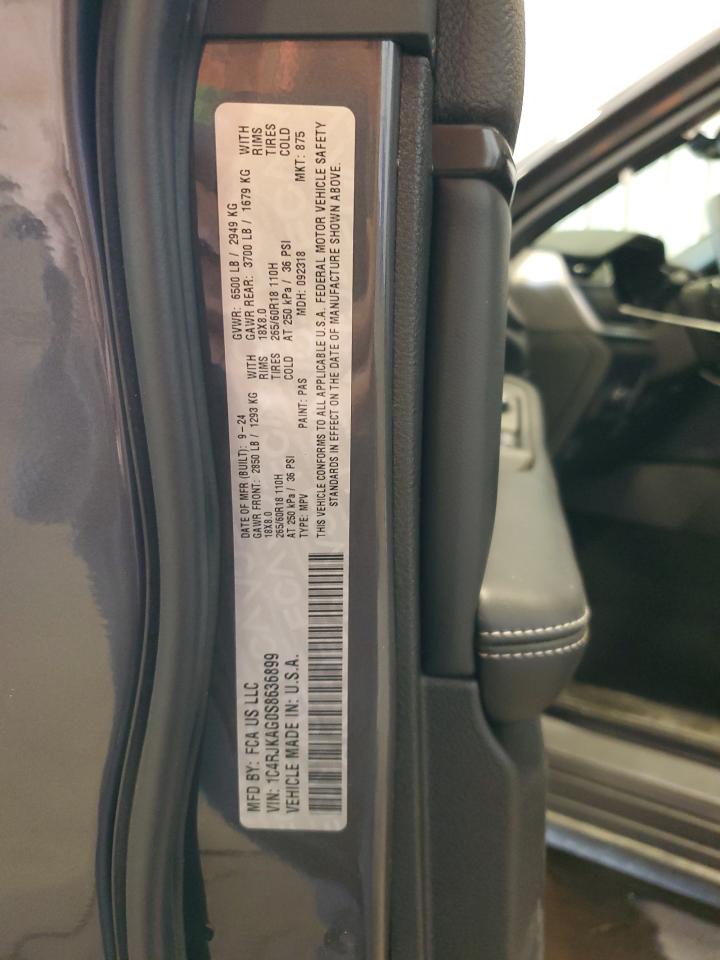 MFD BY: FCA US LLC
DATE OF MFR (BUILT): 9-24
GVWR: 6500 LB / 2949 KG
GAWR FRONT: 2850 LB / 1293 KG WITH
GAWR REAR: 3700 LB / 1679 KG WITH
18X8.0 RIMS
18X8.0 RIMS
265/60R18 110H TIRES
265/60R18 110H TIRES
AT 250 kPa / 36 PSI COLD
AT 250 kPa / 36 PSI COLD
VIN: 1C4RJKAG0S8636899
TYPE: MPV
PAINT: PAS
MDH: 092318
MKT: 875
VEHICLE MADE IN: U.S.A.
THIS VEHICLE CONFORMS TO ALL APPLICABLE U.S.A. FEDERAL MOTOR VEHICLE SAFETY
STANDARDS IN EFFECT ON THE DATE OF MANUFACTURE SHOWN ABOVE.